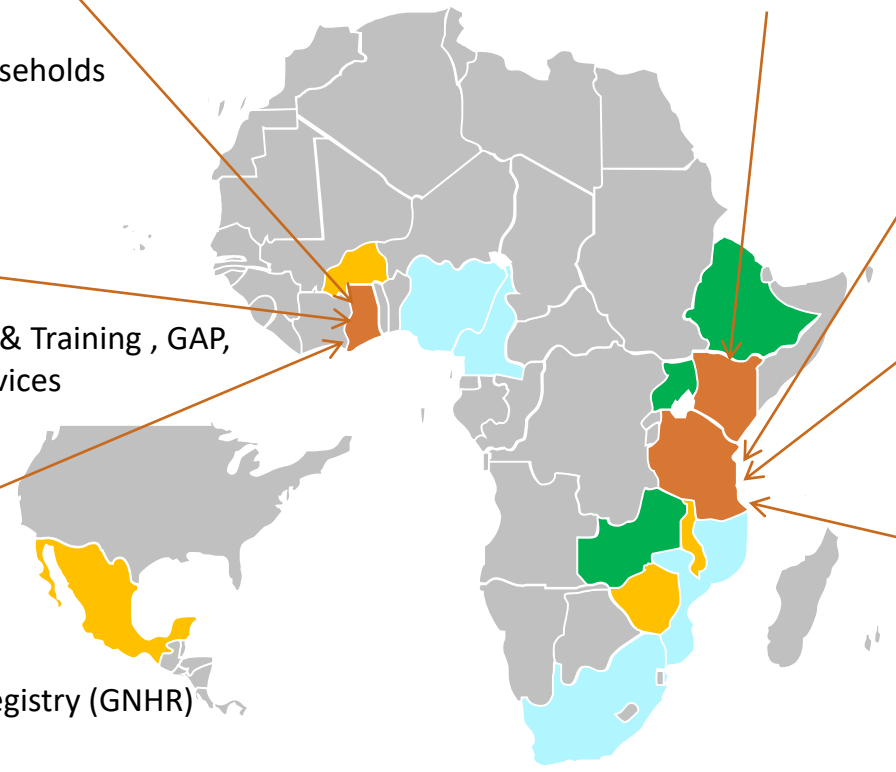 seholds
& Training , GAP,
vices
egistry (GNHR)